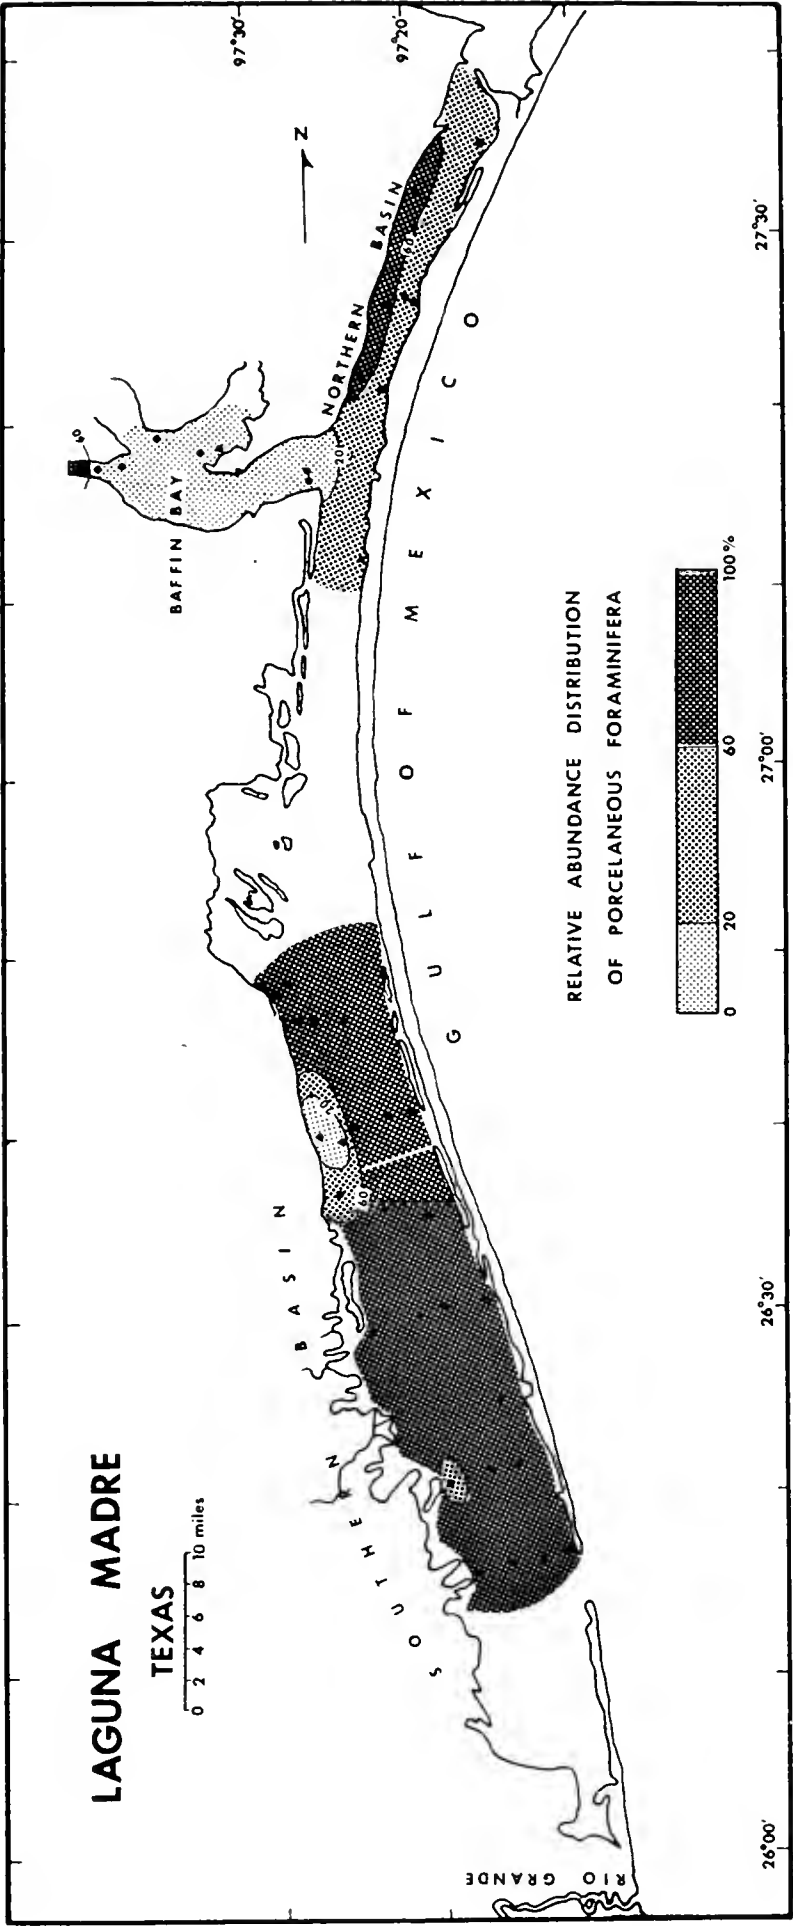 LAGUNA MADRE
TEXAS
0 2 4 6 8 10 miles
SOUTHERN BASIN
BAFFIN BAY
NORTHERN BASIN
N
GULF OF MEXICO
RIO GRANDE
RELATIVE ABUNDANCE DISTRIBUTION
OF PORCELANEOUS FORAMINIFERA
0 20 60 100%
97°30'
97°20'
26°00'
26°30'
27°00'
27°30'
60
20
60
20
60